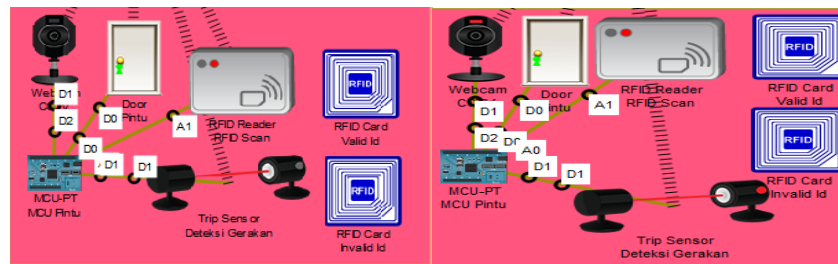 D1
Webcam
D2
D0
Door
Pintu
A1
RFID Reader
RFID Scan
RFID
RFID Card
Valid Id
D0
D1
D1
MCU-PT
MCU Pintu
Trip Sensor
Deteksi Gerakan
RFID
RFID Card
Invalid Id
Webcam
D1
D2
D0
Door
Pintu
A1
RFID Reader
RFID Scan
RFID
RFID Card
Valid Id
A0
D1
D1
MCU-PT
MCU Pintu
Trip Sensor
Deteksi Gerakan
RFID
RFID Card
Invalid Id